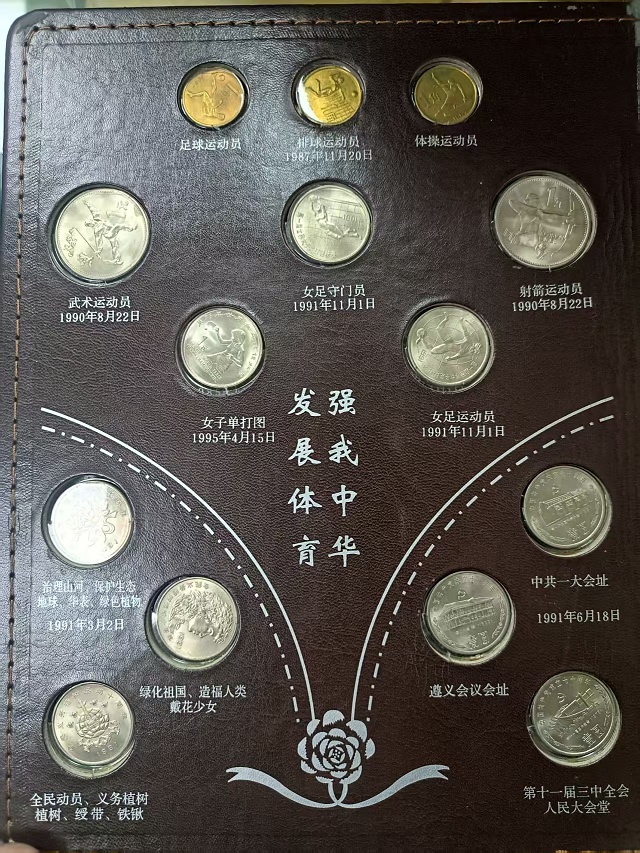 足球运动员
排球运动员
1987年11月20日
体操运动员
武术运动员
1990年8月22日
女足守门员
1991年11月1日
射箭运动员
1990年8月22日
女子单打图
1995年4月15日
女足运动员
1991年11月1日
发展体育
强我中华
治理山河、保护生态
地球、华表、绿色植物
1991年3月2日
绿化祖国、造福人类
戴花少女
全民动员、义务植树
植树、绶带、铁锹
中共一大会址
1991年6月18日
遵义会议会址
第十一届三中全会
人民大会堂